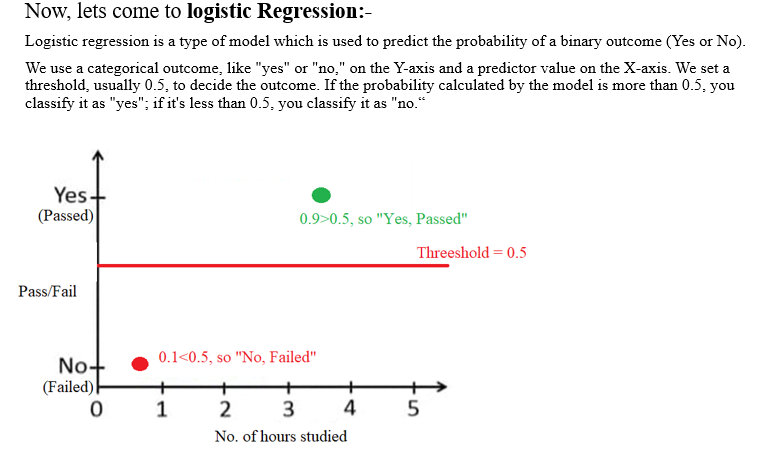 Now, lets come to logistic Regression:-
Logistic regression is a type of model which is used to predict the probability of a binary outcome (Yes or No).
We use a categorical outcome, like "yes" or "no," on the Y-axis and a predictor value on the X-axis. We set a
threshold, usually 0.5, to decide the outcome. If the probability calculated by the model is more than 0.5, you
classify it as "yes"; if it's less than 0.5, you classify it as "no.“
Yes
(Passed)
0.9>0.5, so "Yes, Passed"
Threeshold = 0.5
Pass/Fail
0.1<0.5, so "No, Failed"
No
(Failed)
0 1 2 3 4 5
No. of hours studied